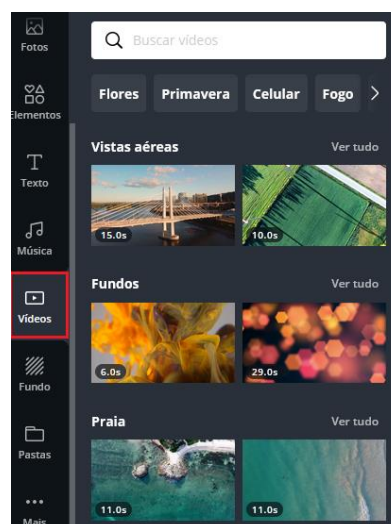 Fotos
Elementos
Texto
Música
Vídeos
Fundo
Pastas
Mais
Buscar vídeos
Flores Primavera Celular Fogo
Vistas aéreas Ver tudo
15.0s 10.0s
Fundos Ver tudo
6.0s 29.0s
Praia Ver tudo
11.0s 11.0s